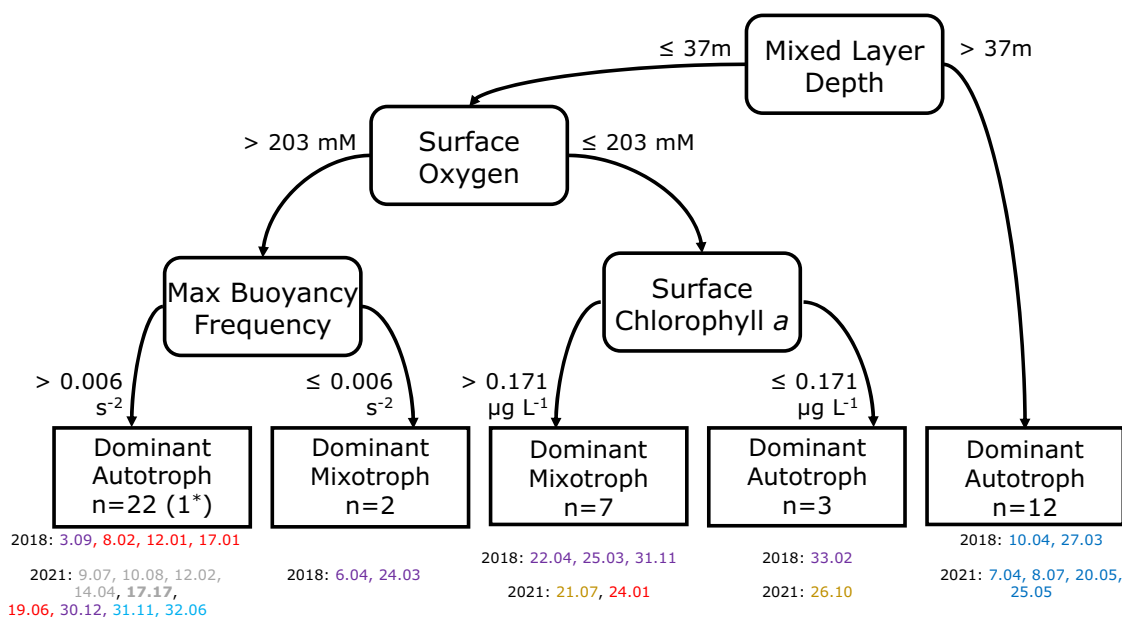 ≤ 37m
Mixed Layer
Depth
> 37m
> 203 mM
Surface
Oxygen
≤ 203 mM
Max Buoyancy
Frequency
Surface
Chlorophyll a
> 0.006
s⁻²
≤ 0.006
s⁻²
> 0.171
µg L⁻¹
≤ 0.171
µg L⁻¹
Dominant
Autotroph
n=22 (1*)
Dominant
Mixotroph
n=2
Dominant
Mixotroph
n=7
Dominant
Autotroph
n=3
Dominant
Autotroph
n=12
2018: 3.09, 8.02, 12.01, 17.01
2021: 9.07, 10.08, 12.02,
14.04, 17.17,
19.06, 30.12, 31.11, 32.06
2018: 6.04, 24.03
2018: 22.04, 25.03, 31.11
2021: 21.07, 24.01
2018: 33.02
2021: 26.10
2018: 10.04, 27.03
2021: 7.04, 8.07, 20.05,
25.05